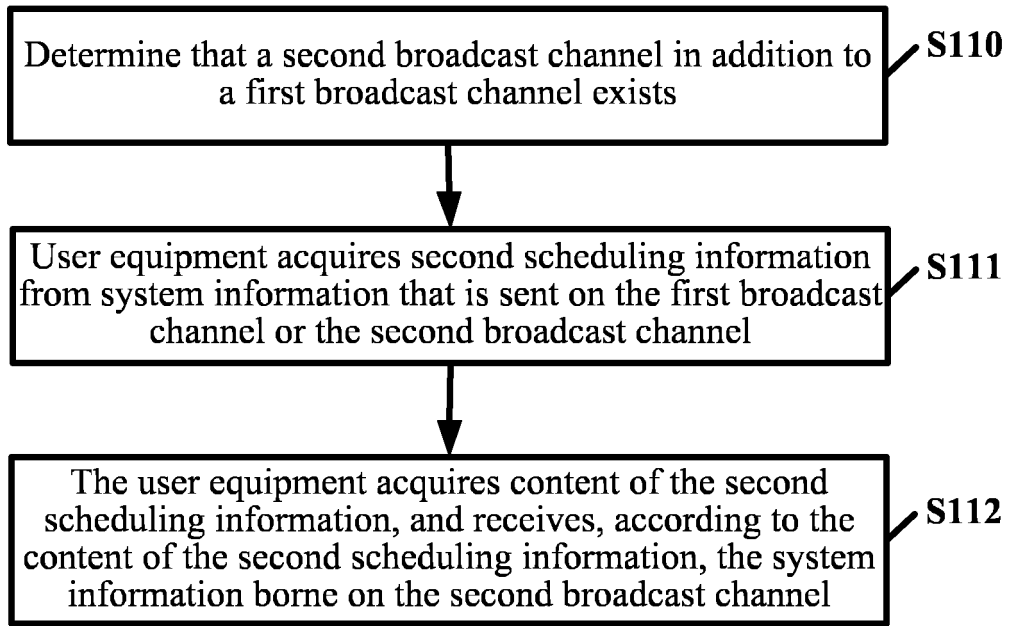 Determine that a second broadcast channel in addition to
a first broadcast channel exists
S110
User equipment acquires second scheduling information
from system information that is sent on the first broadcast
channel or the second broadcast channel
S111
The user equipment acquires content of the second
scheduling information, and receives, according to the
content of the second scheduling information, the system
information borne on the second broadcast channel
S112